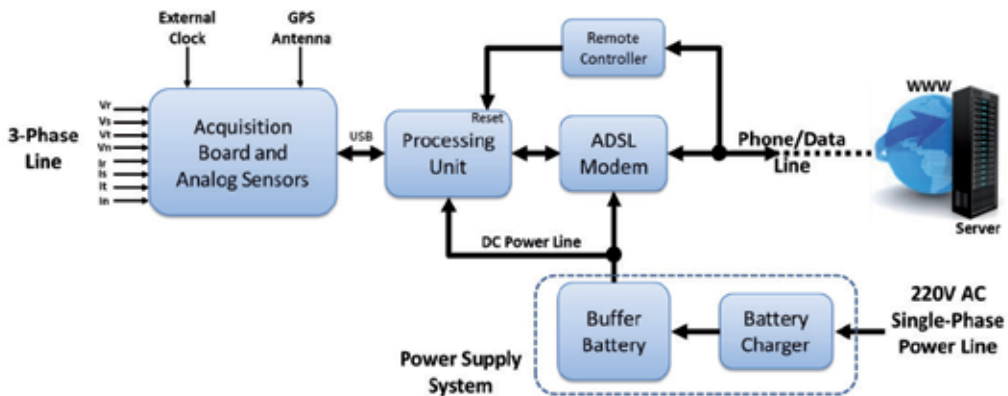 External
Clock
GPS
Antenna
Remote
Controller
WWW
3-Phase
Line
Vr
Vs
Vt
Vn
Ir
Is
It
In
Acquisition
Board and
Analog Sensors
USB
Reset
Processing
Unit
ADSL
Modem
Phone/Data
Line
Server
DC Power Line
Buffer
Battery
Battery
Charger
220V AC
Single-Phase
Power Line
Power Supply
System